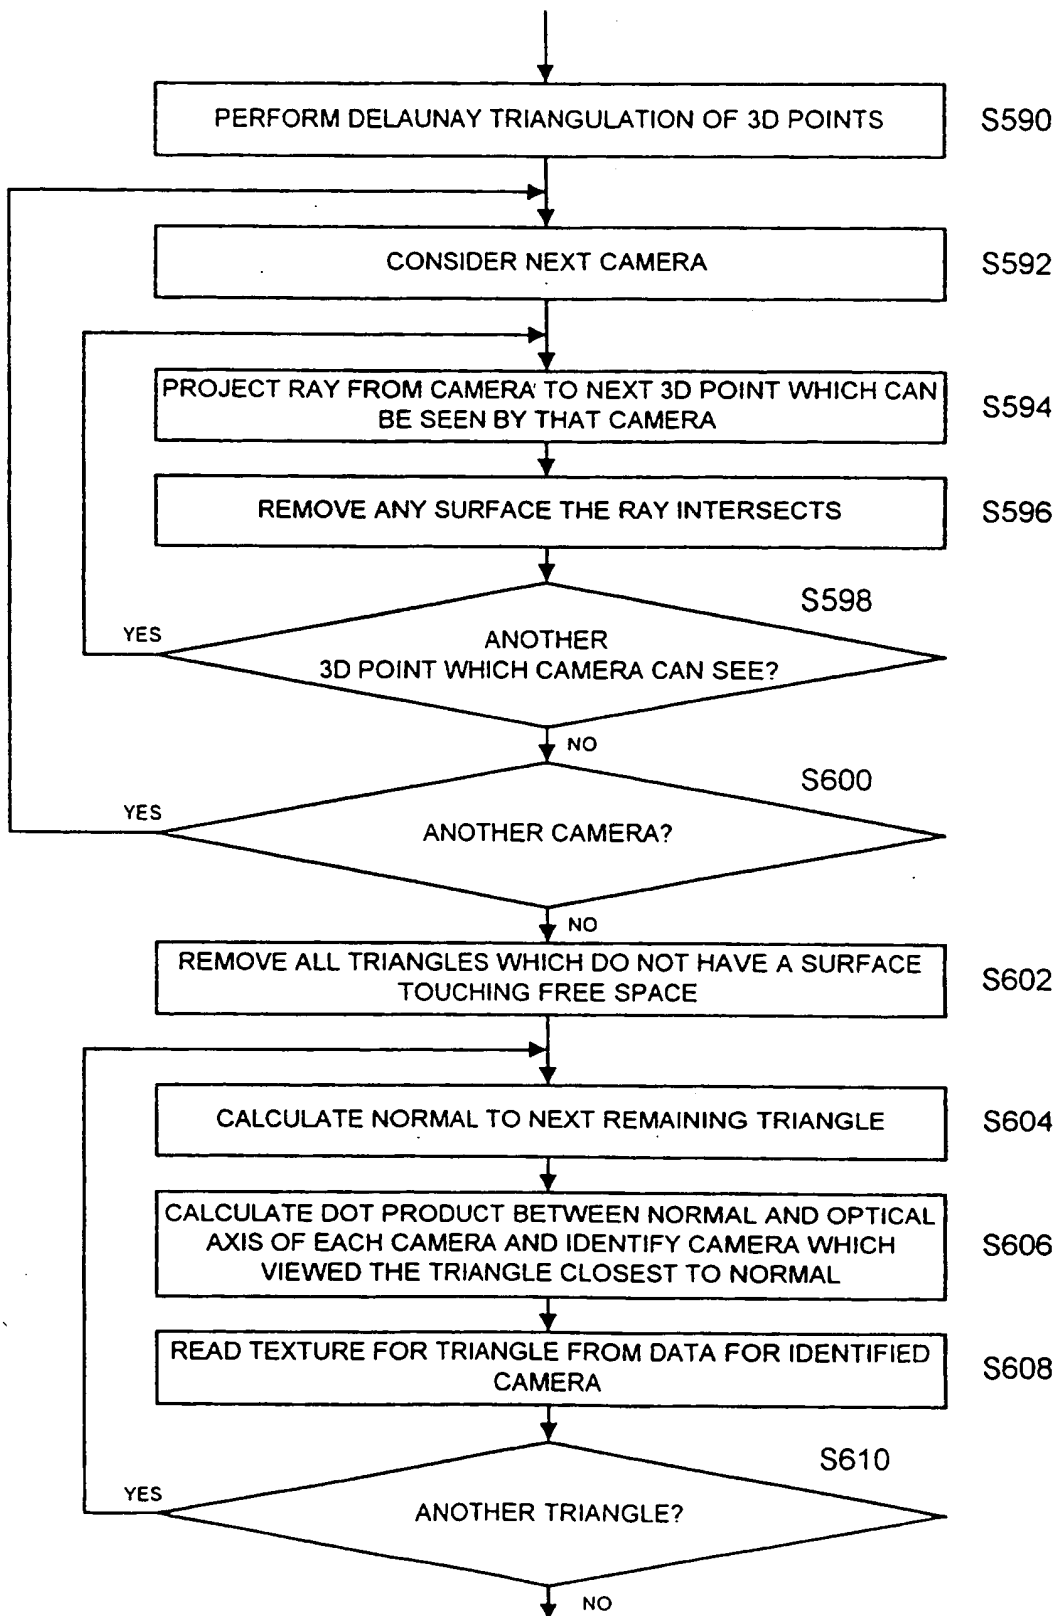 PERFORM DELAUNAY TRIANGULATION OF 3D POINTS
S590
CONSIDER NEXT CAMERA
S592
PROJECT RAY FROM CAMERA TO NEXT 3D POINT WHICH CAN
BE SEEN BY THAT CAMERA
S594
REMOVE ANY SURFACE THE RAY INTERSECTS
S596
S598
YES
ANOTHER
3D POINT WHICH CAMERA CAN SEE?
NO
S600
YES
ANOTHER CAMERA?
NO
REMOVE ALL TRIANGLES WHICH DO NOT HAVE A SURFACE
TOUCHING FREE SPACE
S602
CALCULATE NORMAL TO NEXT REMAINING TRIANGLE
S604
CALCULATE DOT PRODUCT BETWEEN NORMAL AND OPTICAL
AXIS OF EACH CAMERA AND IDENTIFY CAMERA WHICH
VIEWED THE TRIANGLE CLOSEST TO NORMAL
S606
READ TEXTURE FOR TRIANGLE FROM DATA FOR IDENTIFIED
CAMERA
S608
S610
YES
ANOTHER TRIANGLE?
NO